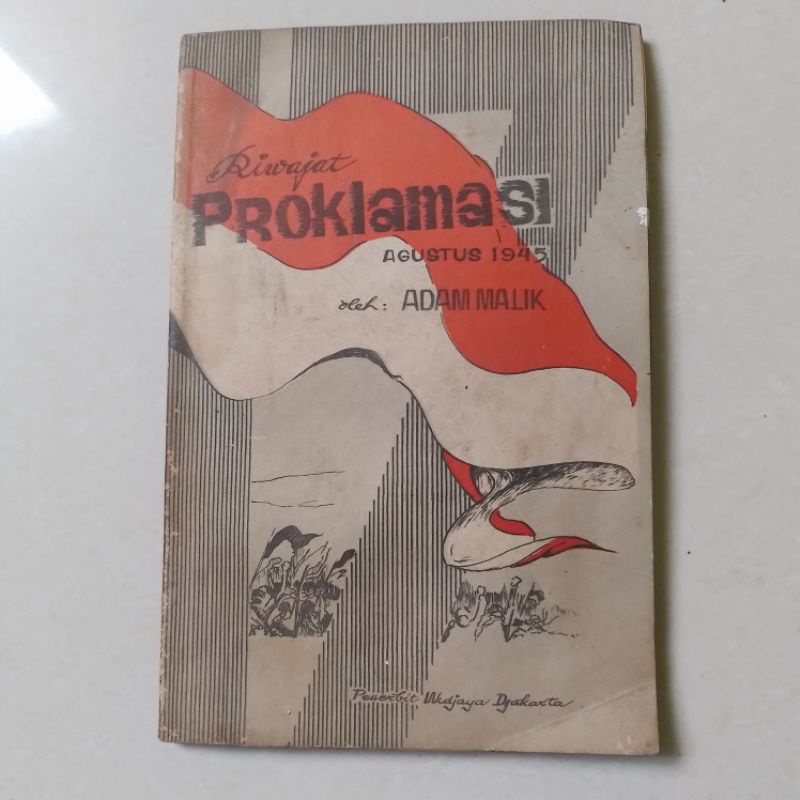 Riwajat
PROKlamaSI
AGUSTUS 1945
oleh: ADAM MALIK
Penerbit Widjaya Djakarta